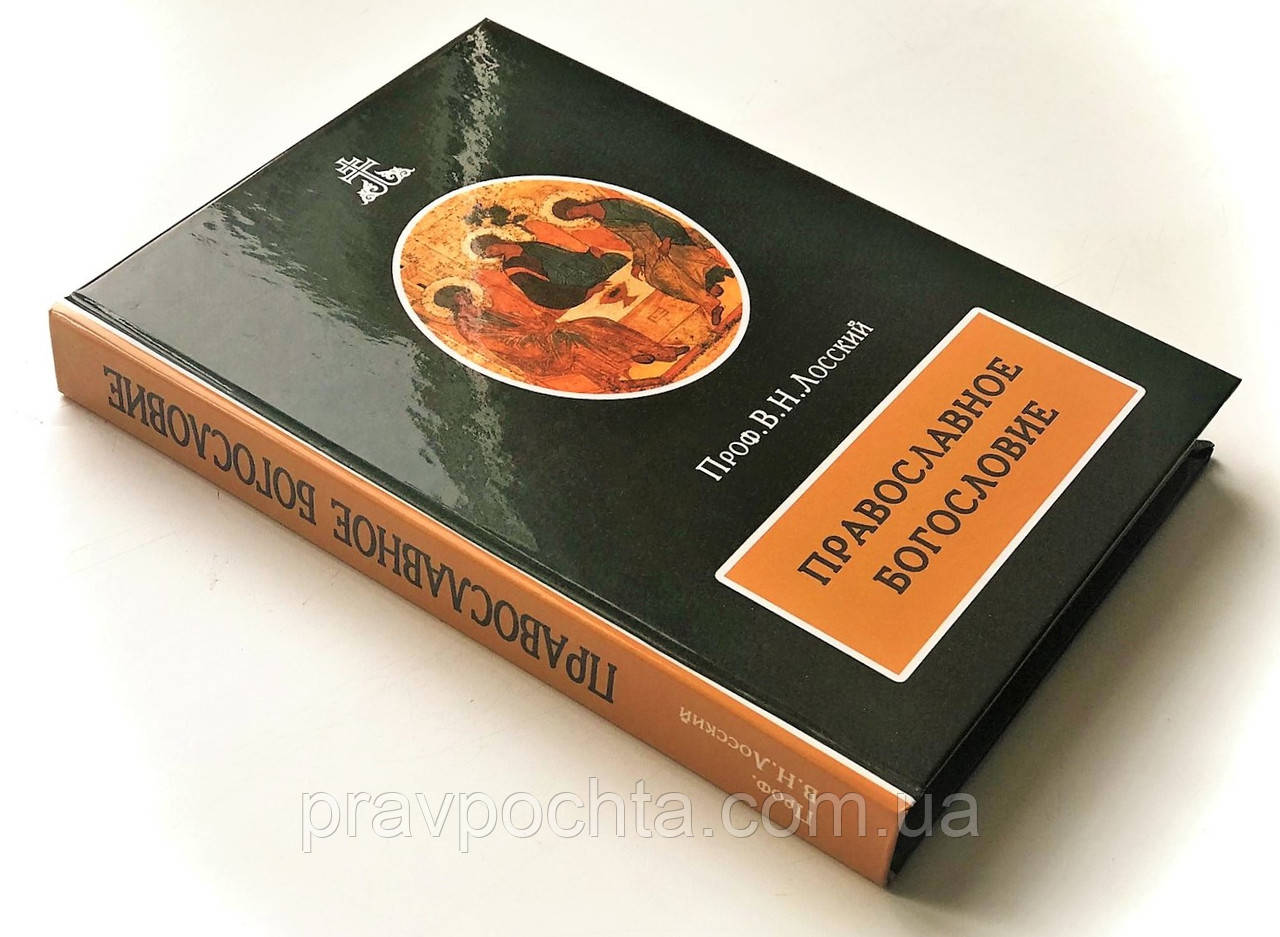 Проф. В. Н. Лосский
ПРАВОСЛАВНОЕ
БОГОСЛОВИЕ
ПРАВОСЛАВНОЕ БОГОСЛОВИЕ
Проф.
В. Н. Лосский
pravpochta.com.ua